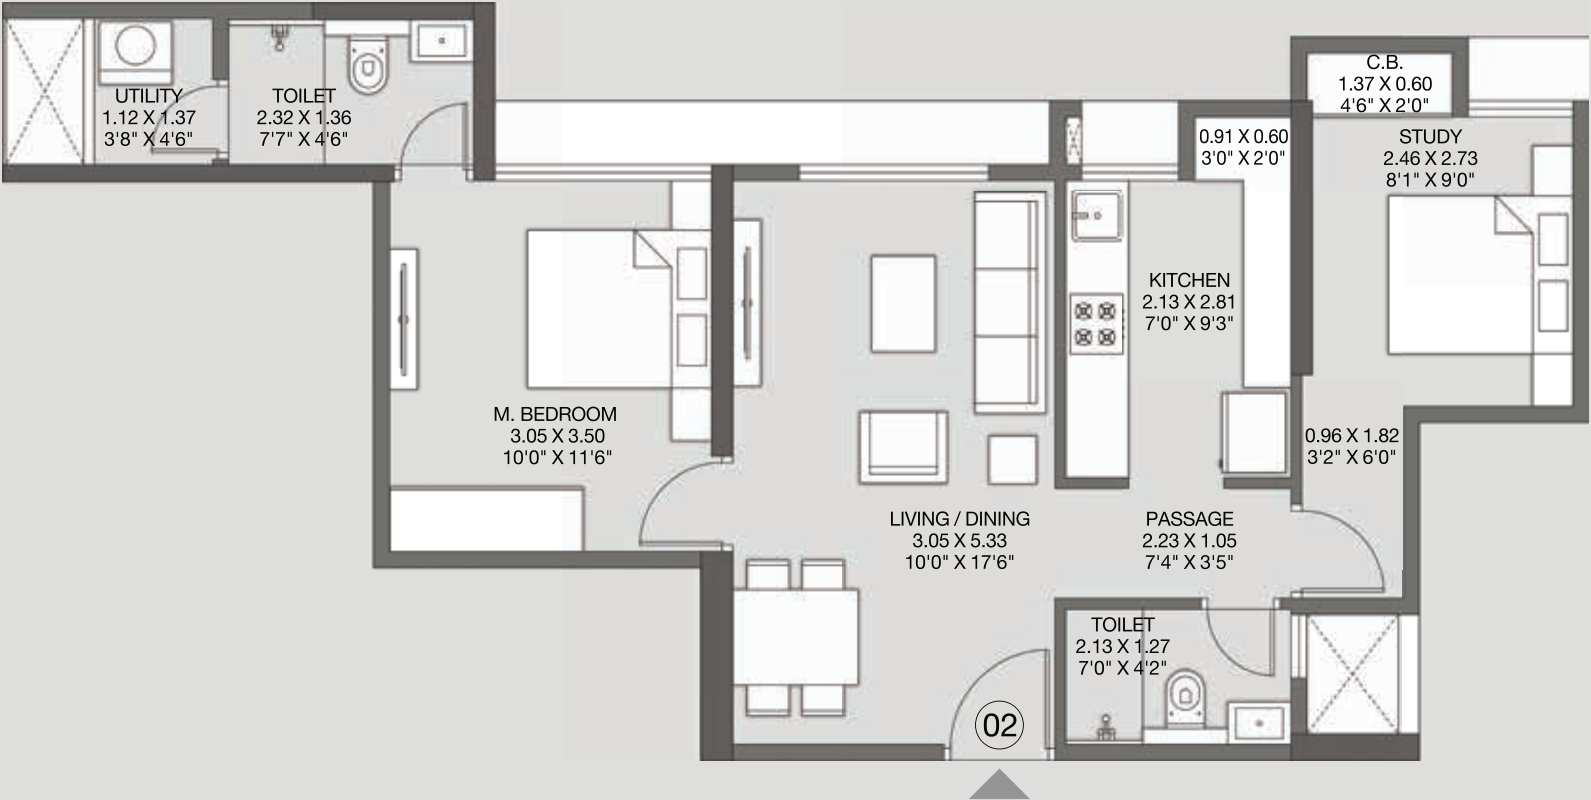 UTILITY
1.12 X 1.37
3'8" X 4'6"
TOILET
2.32 X 1.36
7'7" X 4'6"
C.B.
1.37 X 0.60
4'6" X 2'0"
0.91 X 0.60
3'0" X 2'0"
STUDY
2.46 X 2.73
8'1" X 9'0"
KITCHEN
2.13 X 2.81
7'0" X 9'3"
M. BEDROOM
3.05 X 3.50
10'0" X 11'6"
0.96 X 1.82
3'2" X 6'0"
LIVING / DINING
3.05 X 5.33
10'0" X 17'6"
PASSAGE
2.23 X 1.05
7'4" X 3'5"
TOILET
2.13 X 1.27
7'0" X 4'2"
02